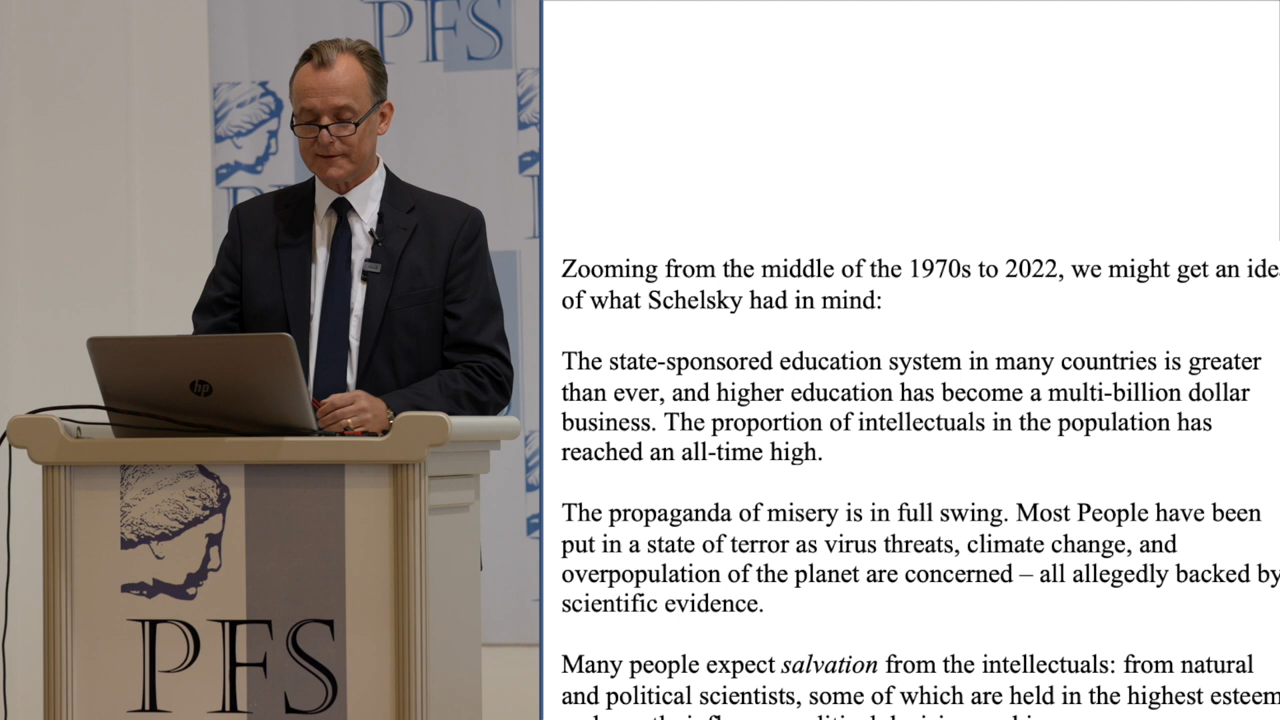 PFS
hp
PFS
Zooming from the middle of the 1970s to 2022, we might get an ide
of what Schelsky had in mind:
The state-sponsored education system in many countries is greater
than ever, and higher education has become a multi-billion dollar
business. The proportion of intellectuals in the population has
reached an all-time high.
The propaganda of misery is in full swing. Most People have been
put in a state of terror as virus threats, climate change, and
overpopulation of the planet are concerned – all allegedly backed by
scientific evidence.
Many people expect salvation from the intellectuals: from natural
and political scientists, some of which are held in the highest esteem